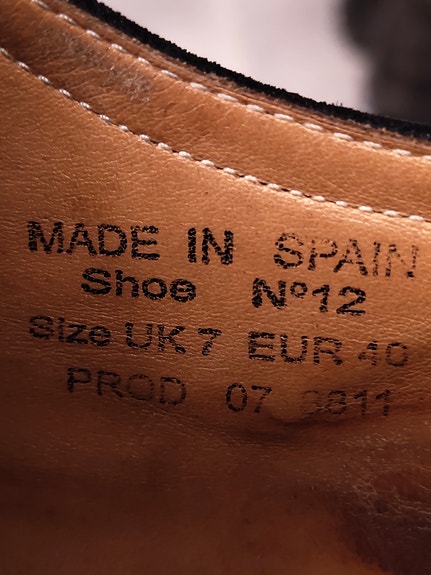 MADE IN SPAIN
Shoe Nº12
Size UK 7 EUR 40
PROD 07